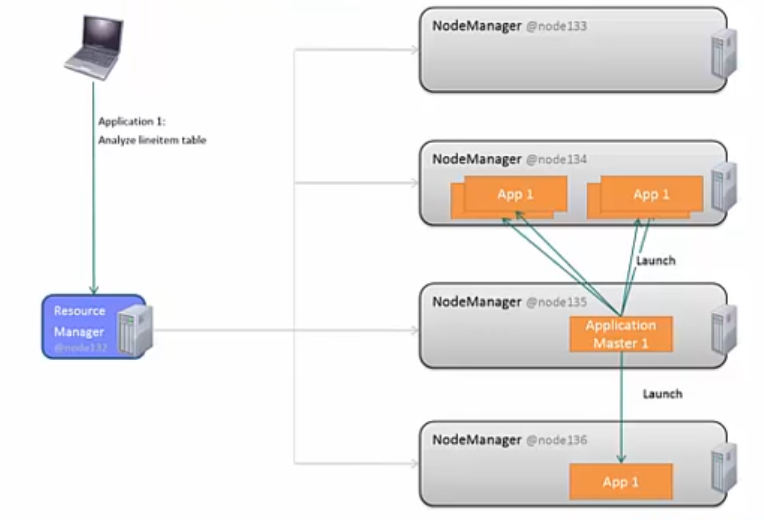 NodeManager @node133
Application 1:
Analyze lineitem table
NodeManager @node134
App 1
App 1
Launch
Resource
Manager
@node132
NodeManager @node135
Application
Master 1
Launch
NodeManager @node136
App 1